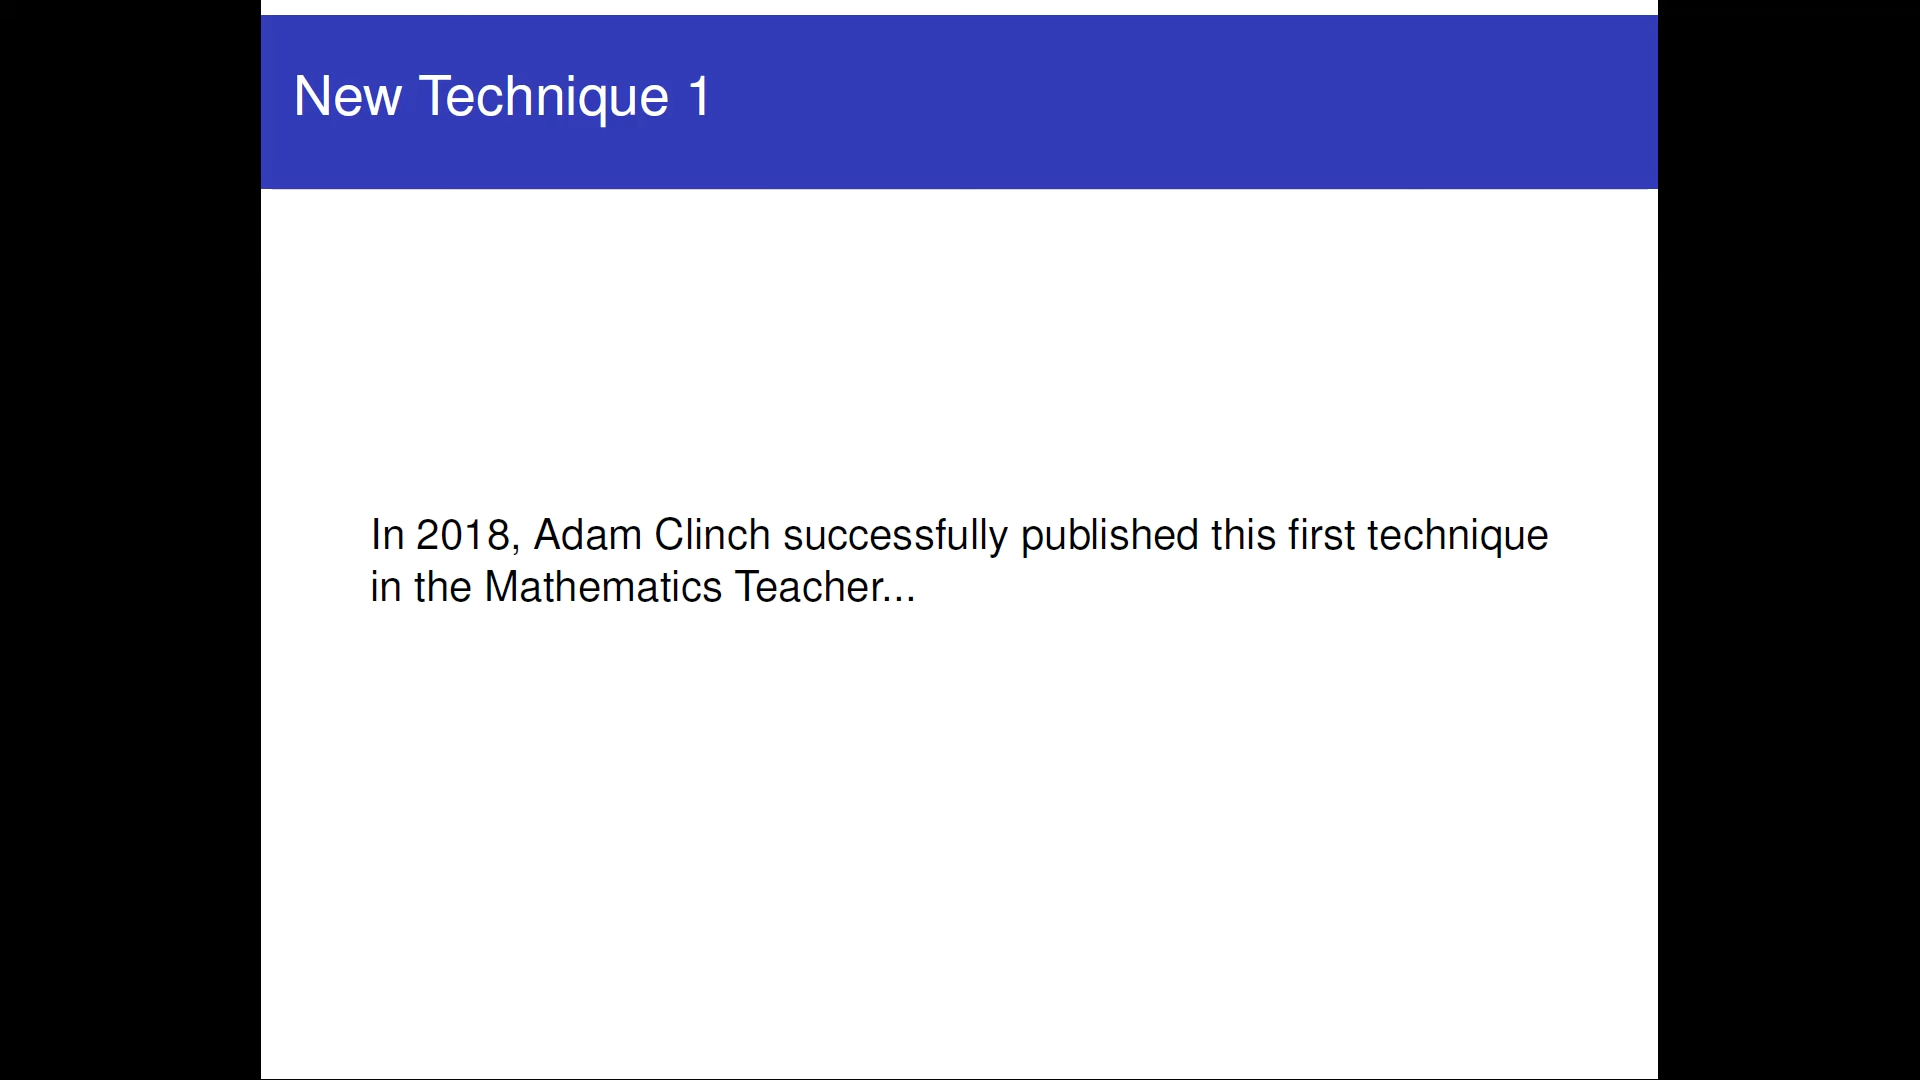 New Technique 1
In 2018, Adam Clinch successfully published this first technique
in the Mathematics Teacher...